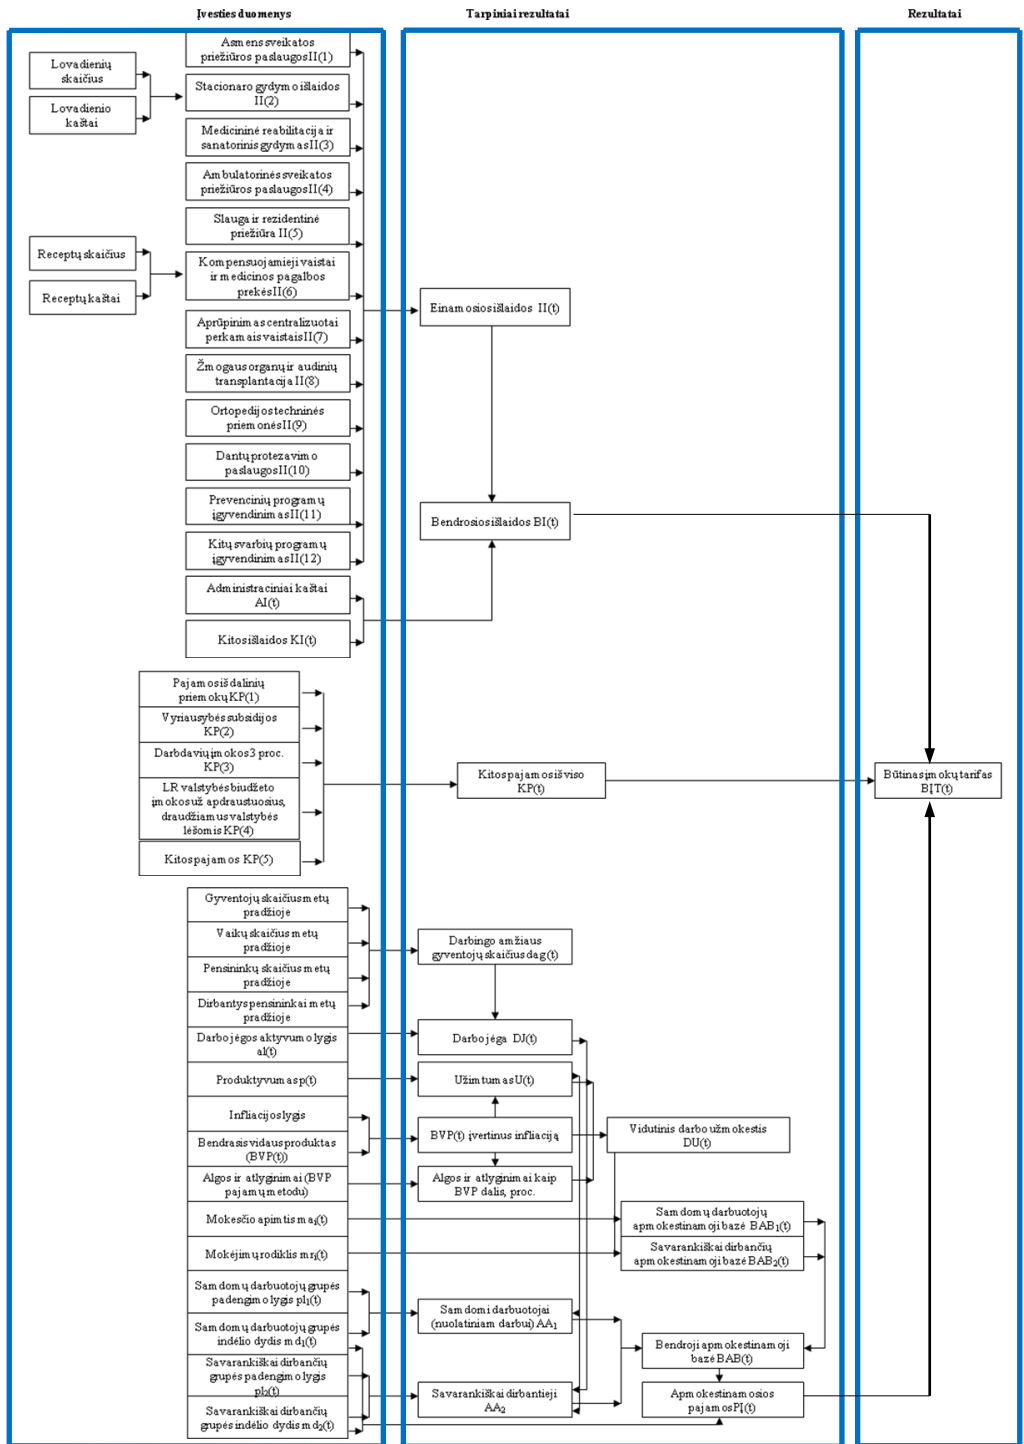 Įvesties duomenys
Tarpiniai rezultatai
Rezultatai
Lovadienių
skaičius
Lovadienio
kaštai
Asmens sveikatos
priežiūros paslaugos II(1)
Stacionaro gydymo išlaidos
II(2)
Medicininė reabilitacija ir
sanatorinis gydymas II(3)
Ambulatorinės sveikatos
priežiūros paslaugos II(4)
Slauga ir rezidentinė
priežiūra II(5)
Receptų skaičius
Receptų kaštai
Kompensuojamieji vaistai
ir medicinos pagalbos
prekės II(6)
Aprūpinimas centralizuotai
perkamais vaistais II(7)
Žmogaus organų ir audinių
transplantacija II(8)
Ortopedijos techninės
priemonės II(9)
Dantų protezavimo
paslaugos II(10)
Prevencinių programų
įgyvendinimas II(11)
Kitų svarbių programų
įgyvendinimas II(12)
Administraciniai kaštai
AI(t)
Kitos išlaidos KI(t)
Einamosios išlaidos II(t)
Bendrosios išlaidos BI(t)
Pajamos iš dalinių
priemokų KP(1)
Vyriausybės subsidijos
KP(2)
Darbdavių įmokos 3 proc.
KP(3)
LR valstybės biudžeto
įmokos už apdraustuosius,
draudžiamus valstybės
lėšomis KP(4)
Kitos pajamos KP(5)
Kitos pajamos iš viso
KP(t)
Būtinas įmokų tarifas
BĮT(t)
Gyventojų skaičius metų
pradžioje
Vaikų skaičius metų
pradžioje
Pensininkų skaičius metų
pradžioje
Dirbantys pensininkai metų
pradžioje
Darbo jėgos aktyvumo lygis
al(t)
Produktyvumas p(t)
Infliacijos lygis
Bendrasis vidaus produktas
(BVP(t))
Algos ir atlyginimai (BVP
pajamų metodu)
Mokesčio apimtis maᵢ(t)
Mokėjimų rodiklis mrᵢ(t)
Samdomų darbuotojų grupės
padengimo lygis pl₁(t)
Samdomų darbuotojų grupės
indėlio dydis md₁(t)
Savarankiškai dirbančių
grupės padengimo lygis
pl₂(t)
Savarankiškai dirbančių
grupės indėlio dydis md₂(t)
Darbingo amžiaus
gyventojų skaičius dag(t)
Darbo jėga DJ(t)
Užimtumas U(t)
BVP(t) įvertinus infliaciją
Algos ir atlyginimai kaip
BVP dalis, proc.
Vidutinis darbo užmokestis
DU(t)
Samdomų darbuotojų
apmokestinamoji bazė BAB₁(t)
Savarankiškai dirbančių
apmokestinamoji bazė BAB₂(t)
Samdomi darbuotojai
(nuolatiniam darbui) AA₁
Savarankiškai dirbantieji
AA₂
Bendroji apmokestinamoji
bazė BAB(t)
Apmokestinamosios
pajamos PĮ(t)